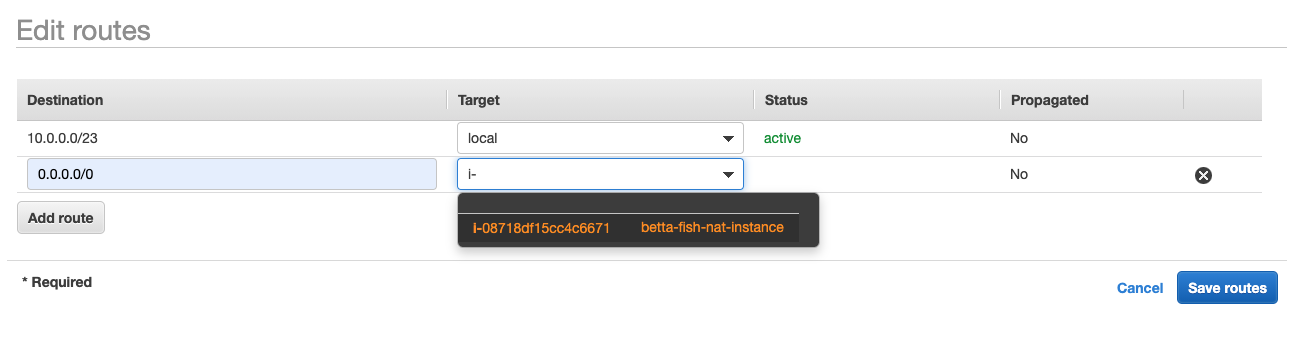 Edit routes
Destination Target Status Propagated
10.0.0.0/23 local active No
0.0.0.0/0 i- No
Add route
i-08718df15cc4c6671 betta-fish-nat-instance
* Required
Cancel Save routes